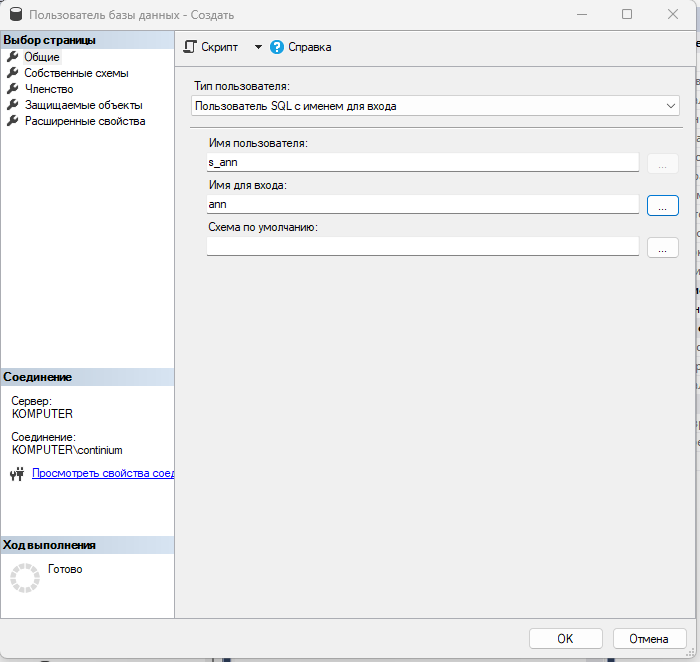 Пользователь базы данных - Создать
Выбор страницы
Общие
Собственные схемы
Членство
Защищаемые объекты
Расширенные свойства
Скрипт
Справка
Тип пользователя:
Пользователь SQL с именем для входа
Имя пользователя:
s_ann
...
Имя для входа:
ann
...
Схема по умолчанию:
...
Соединение
Сервер:
KOMPUTER
Соединение:
KOMPUTER\continium
Просмотреть свойства соед
Ход выполнения
Готово
OK
Отмена